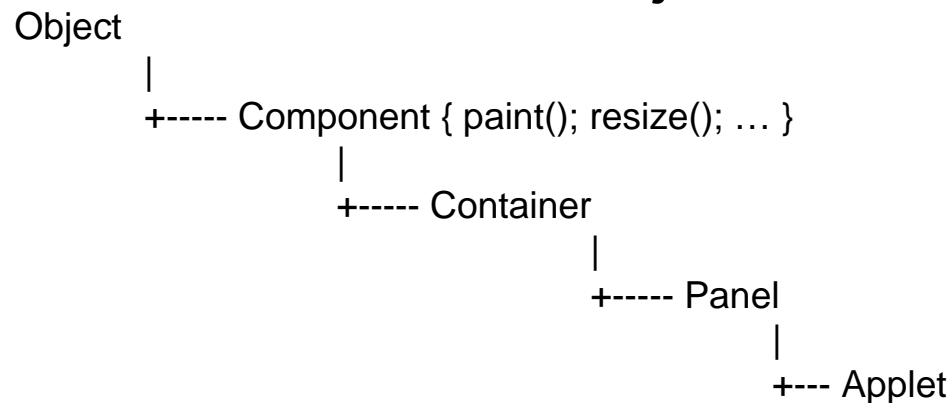 Object
|
+----- Component { paint(); resize(); … }
|
+----- Container
|
+----- Panel
|
+--- Applet